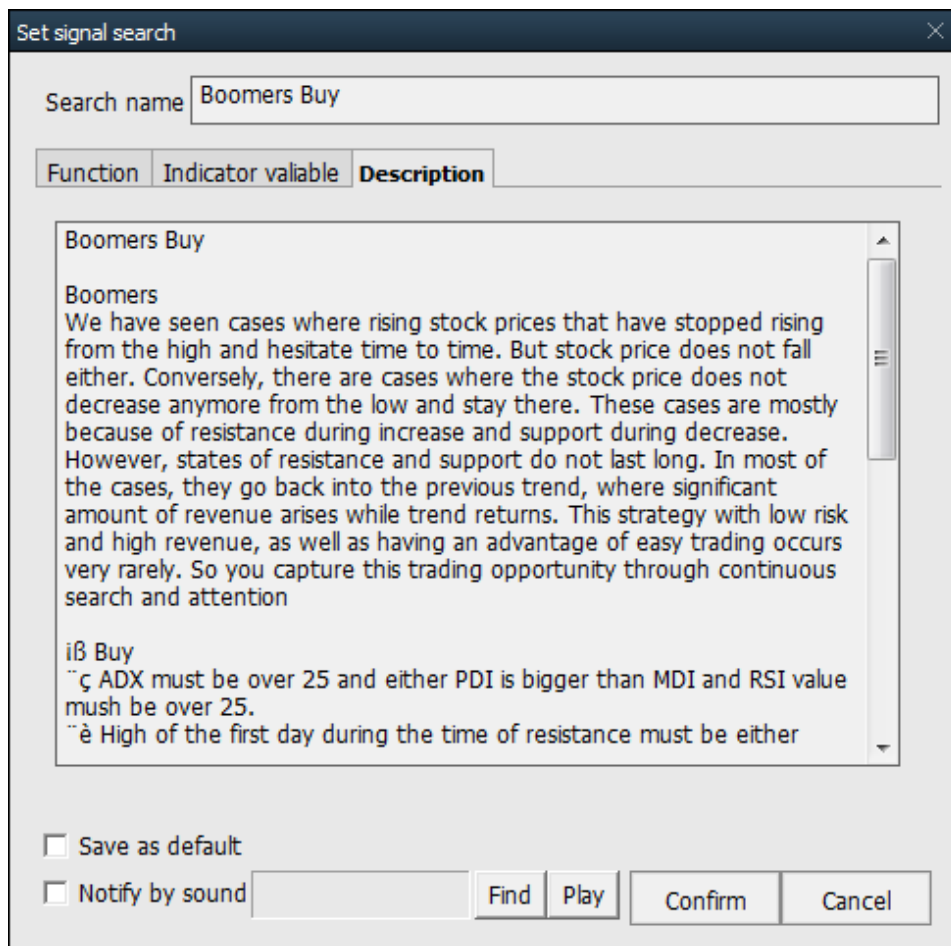 Set signal search
Search name Boomers Buy
Function Indicator valiable Description
Boomers Buy
Boomers
We have seen cases where rising stock prices that have stopped rising
from the high and hesitate time to time. But stock price does not fall
either. Conversely, there are cases where the stock price does not
decrease anymore from the low and stay there. These cases are mostly
because of resistance during increase and support during decrease.
However, states of resistance and support do not last long. In most of
the cases, they go back into the previous trend, where significant
amount of revenue arises while trend returns. This strategy with low risk
and high revenue, as well as having an advantage of easy trading occurs
very rarely. So you capture this trading opportunity through continuous
search and attention
¡ß Buy
¨ç ADX must be over 25 and either PDI is bigger than MDI and RSI value
mush be over 25.
¨è High of the first day during the time of resistance must be either
Save as default
Notify by sound Find Play Confirm Cancel